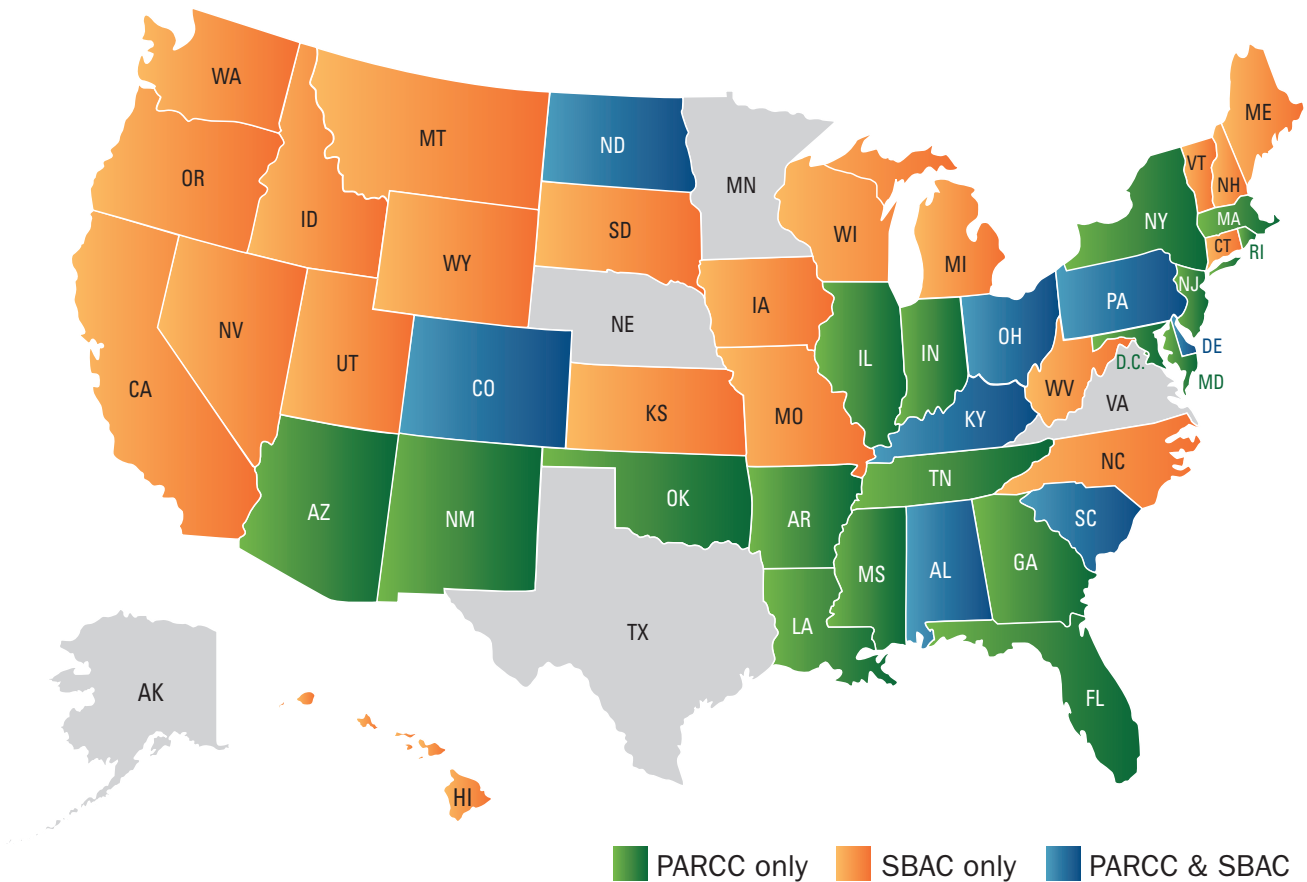 WA
MT
ND
MN
ME
VT
NH
OR
ID
SD
WI
MI
NY
MA
CT
RI
WY
IA
PA
NJ
NV
UT
NE
IL
IN
OH
DE
CA
CO
KS
MO
WV
D.C.
MD
KY
VA
AZ
NM
OK
AR
TN
NC
SC
MS
AL
GA
TX
LA
FL
AK
HI
PARCC only
SBAC only
PARCC & SBAC